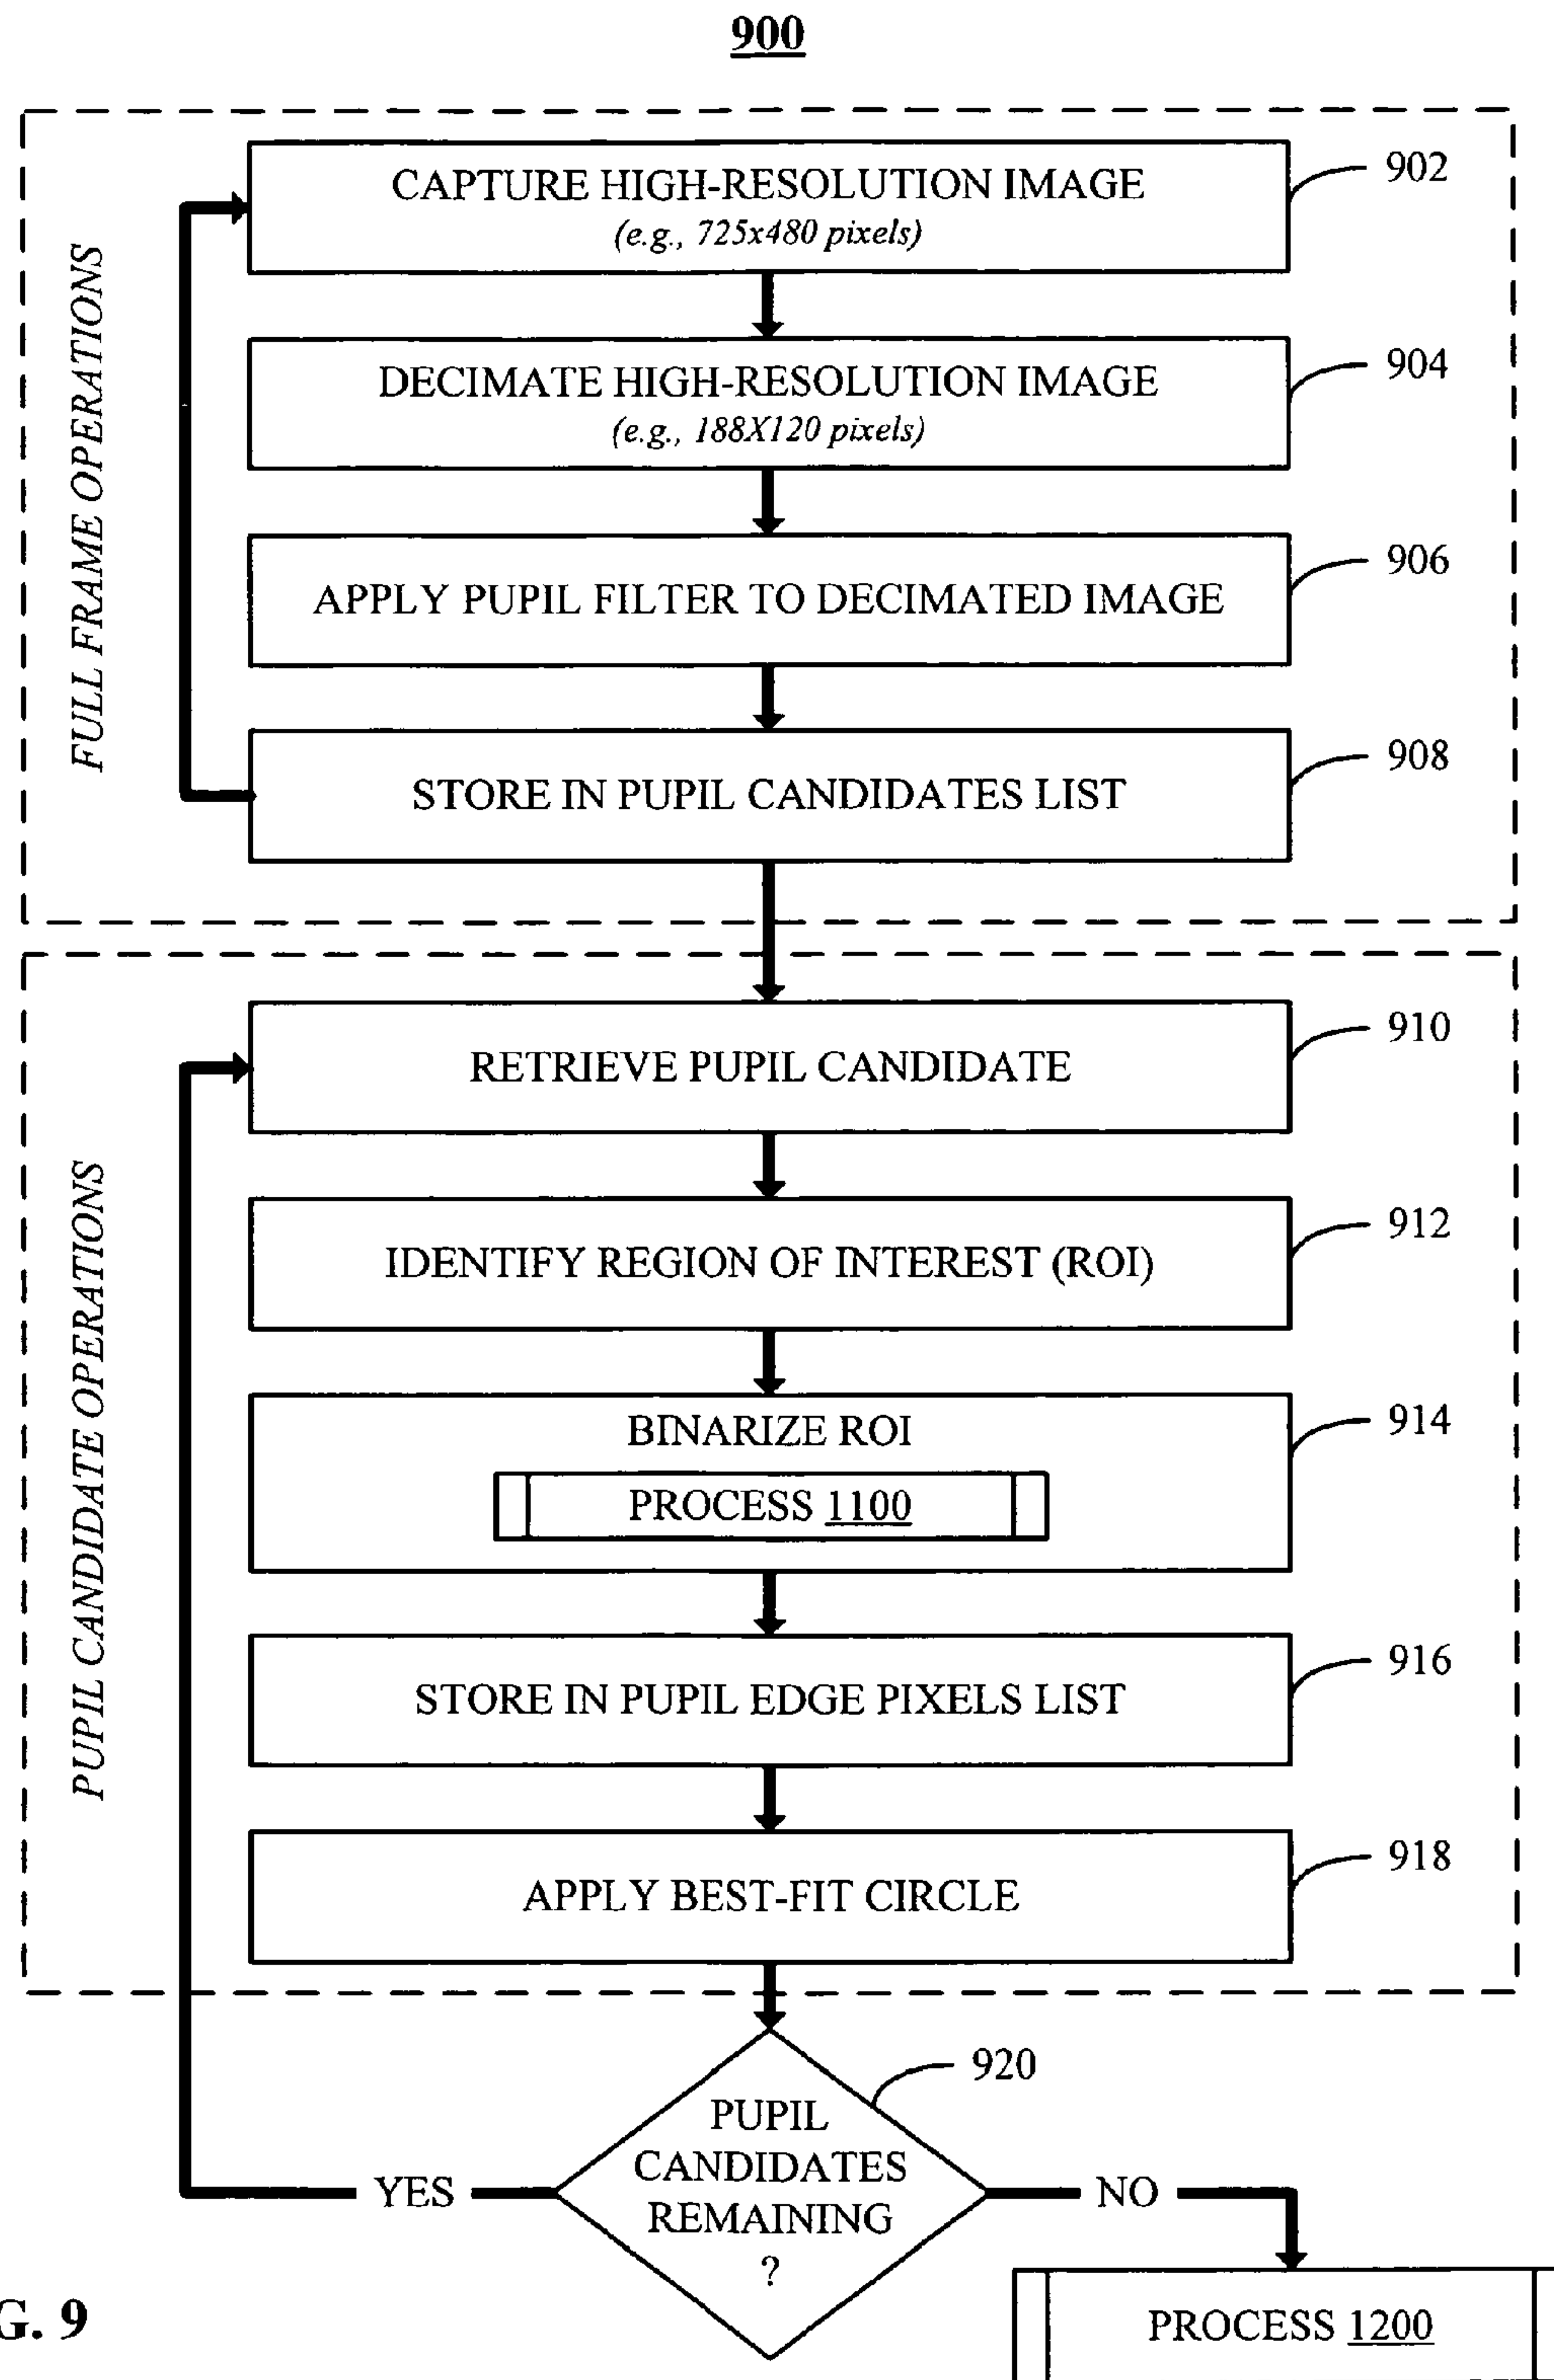 900
FULL FRAME OPERATIONS
CAPTURE HIGH-RESOLUTION IMAGE
(e.g., 725x480 pixels)
902
DECIMATE HIGH-RESOLUTION IMAGE
(e.g., 188X120 pixels)
904
APPLY PUPIL FILTER TO DECIMATED IMAGE
906
STORE IN PUPIL CANDIDATES LIST
908
PUPIL CANDIDATE OPERATIONS
RETRIEVE PUPIL CANDIDATE
910
IDENTIFY REGION OF INTEREST (ROI)
912
BINARIZE ROI
PROCESS 1100
914
STORE IN PUPIL EDGE PIXELS LIST
916
APPLY BEST-FIT CIRCLE
918
920
PUPIL
CANDIDATES
REMAINING
?
YES
NO
PROCESS 1200
G. 9